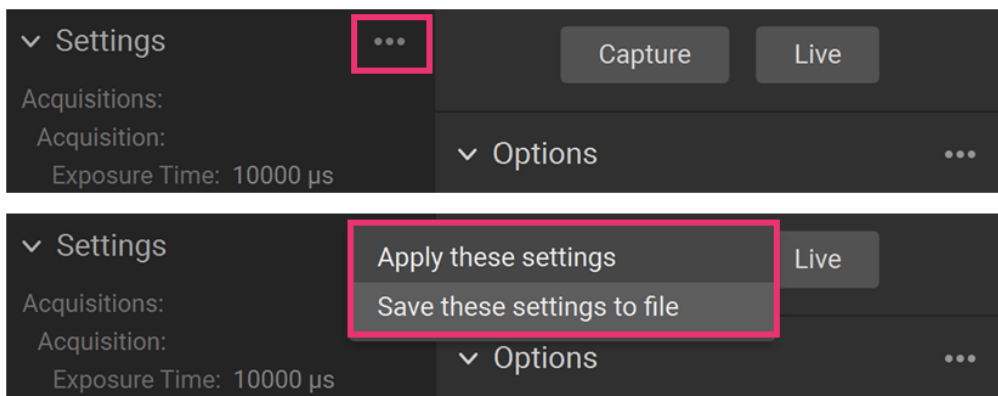 Settings
Acquisitions:
Acquisition:
Exposure Time: 10000 µs
Capture
Live
Options
Settings
Acquisitions:
Acquisition:
Exposure Time: 10000 µs
Apply these settings
Save these settings to file
Live
Options